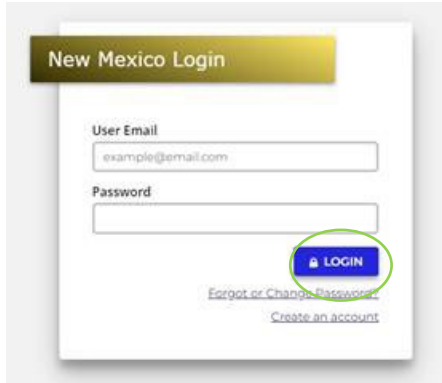 New Mexico Login
User Email
example@email.com
Password
LOGIN
Forgot or Change Password?
Create an account